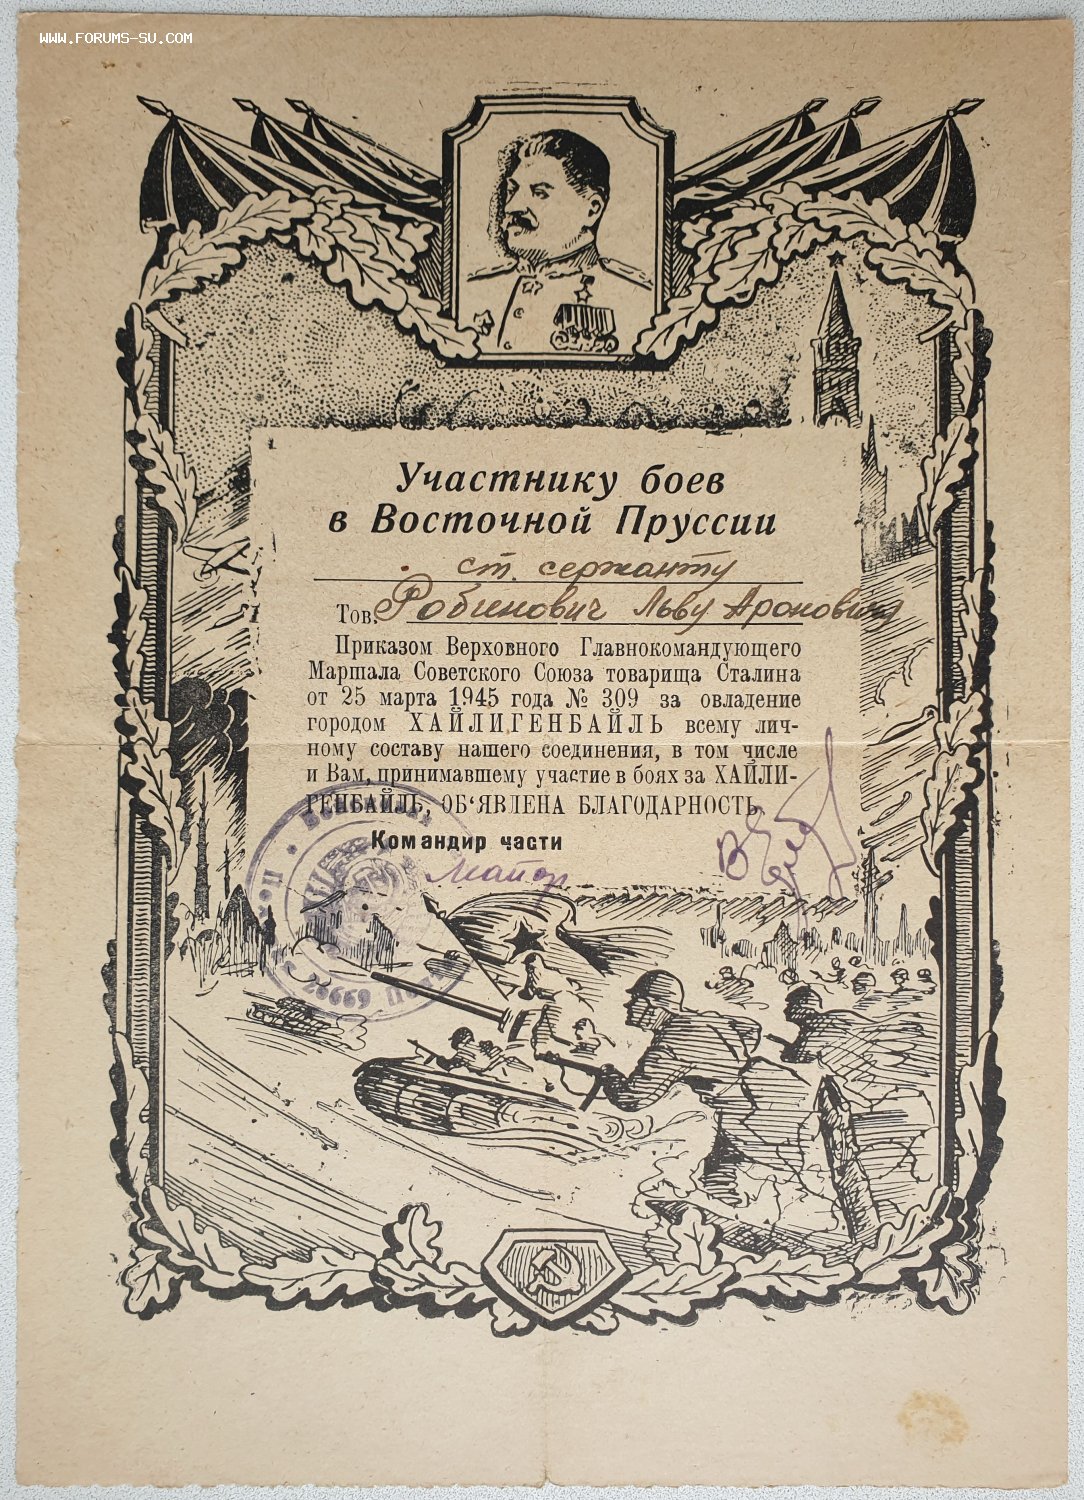 WWW.FORUMS-SU.COM
Участнику боев
в Восточной Пруссии
ст. сержанту
Тов. Рабинович Льву Ароновичу
Приказом Верховного Главнокомандующего
Маршала Советского Союза товарища Сталина
от 25 марта 1945 года № 309 за овладение
городом ХАЙЛИГЕНБАЙЛЬ всему лич-
ному составу нашего соединения, в том числе
и Вам, принимавшему участие в боях за ХАЙЛИ-
ГЕНБАЙЛЬ, ОБ‘ЯВЛЕНА БЛАГОДАРНОСТЬ
Командир части
майор
29669